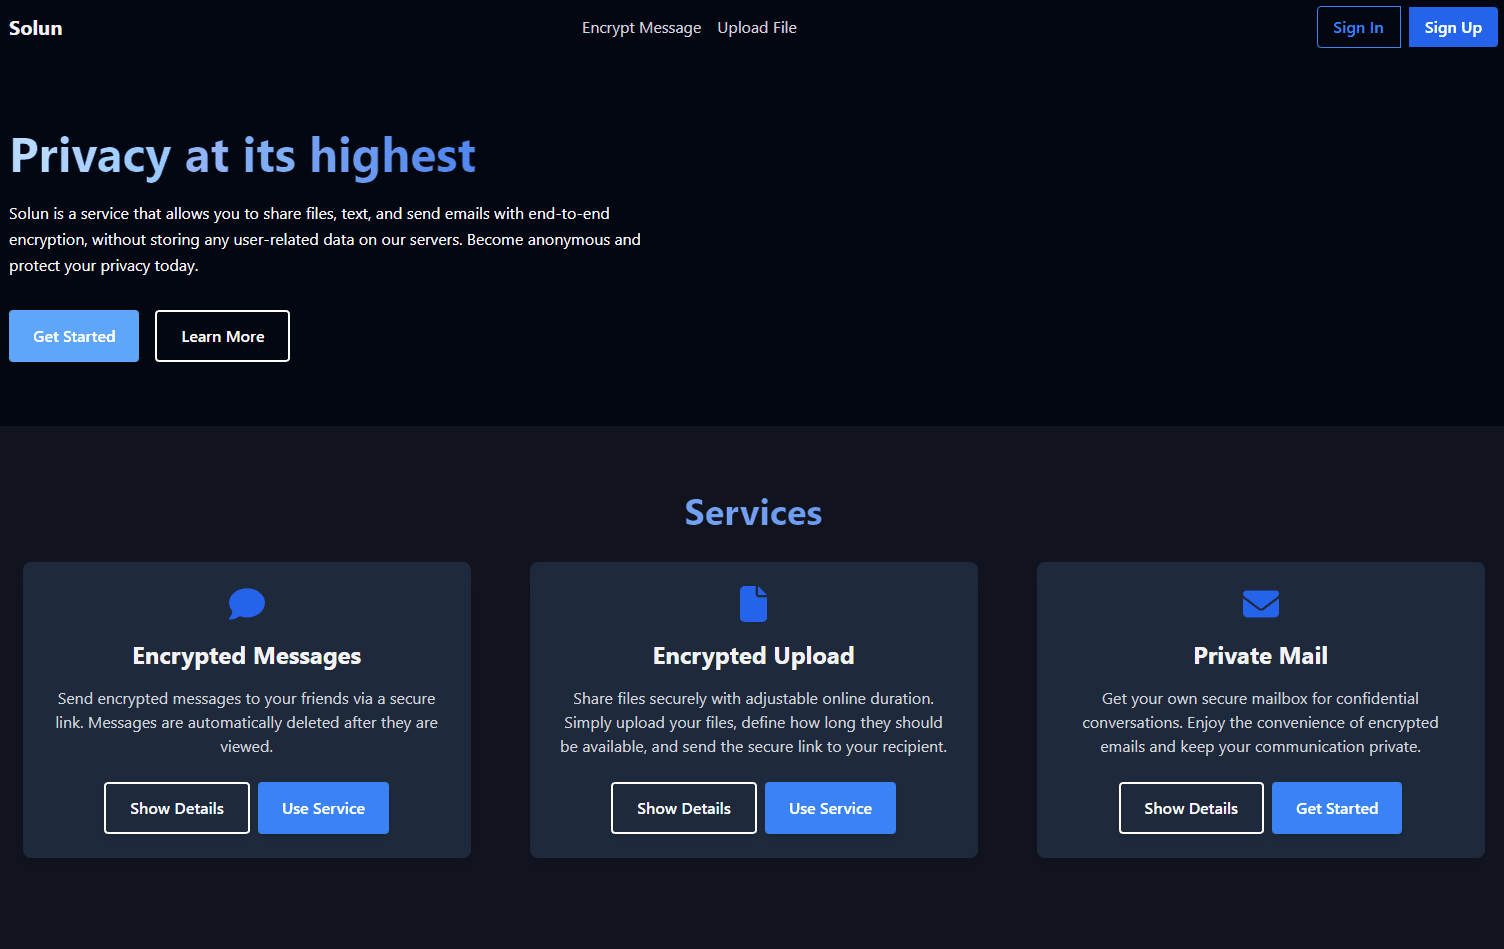 Solun
Encrypt Message
Upload File
Sign In
Sign Up
Privacy at its highest
Solun is a service that allows you to share files, text, and send emails with end-to-end
encryption, without storing any user-related data on our servers. Become anonymous and
protect your privacy today.
Get Started
Learn More
Services
Encrypted Messages
Send encrypted messages to your friends via a secure
link. Messages are automatically deleted after they are
viewed.
Show Details
Use Service
Encrypted Upload
Share files securely with adjustable online duration.
Simply upload your files, define how long they should
be available, and send the secure link to your recipient.
Show Details
Use Service
Private Mail
Get your own secure mailbox for confidential
conversations. Enjoy the convenience of encrypted
emails and keep your communication private.
Show Details
Get Started